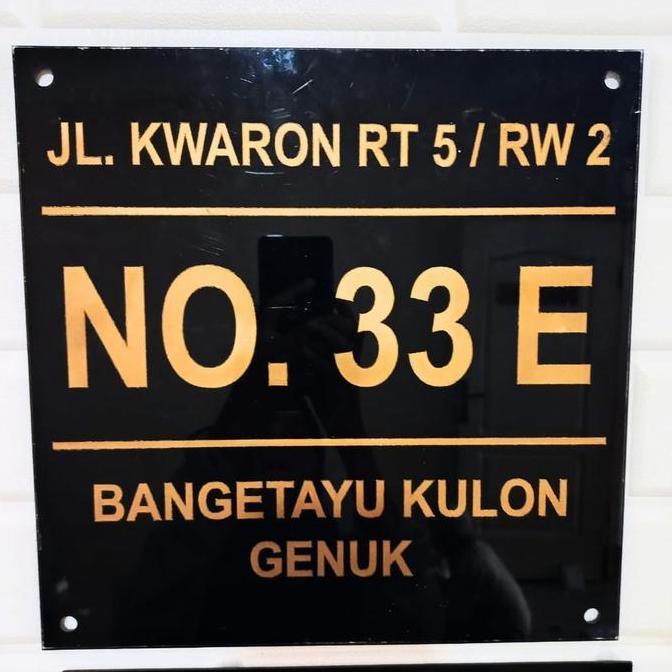 JL. KWARON RT 5 / RW 2
NO. 33 E
BANGETAYU KULON
GENUK